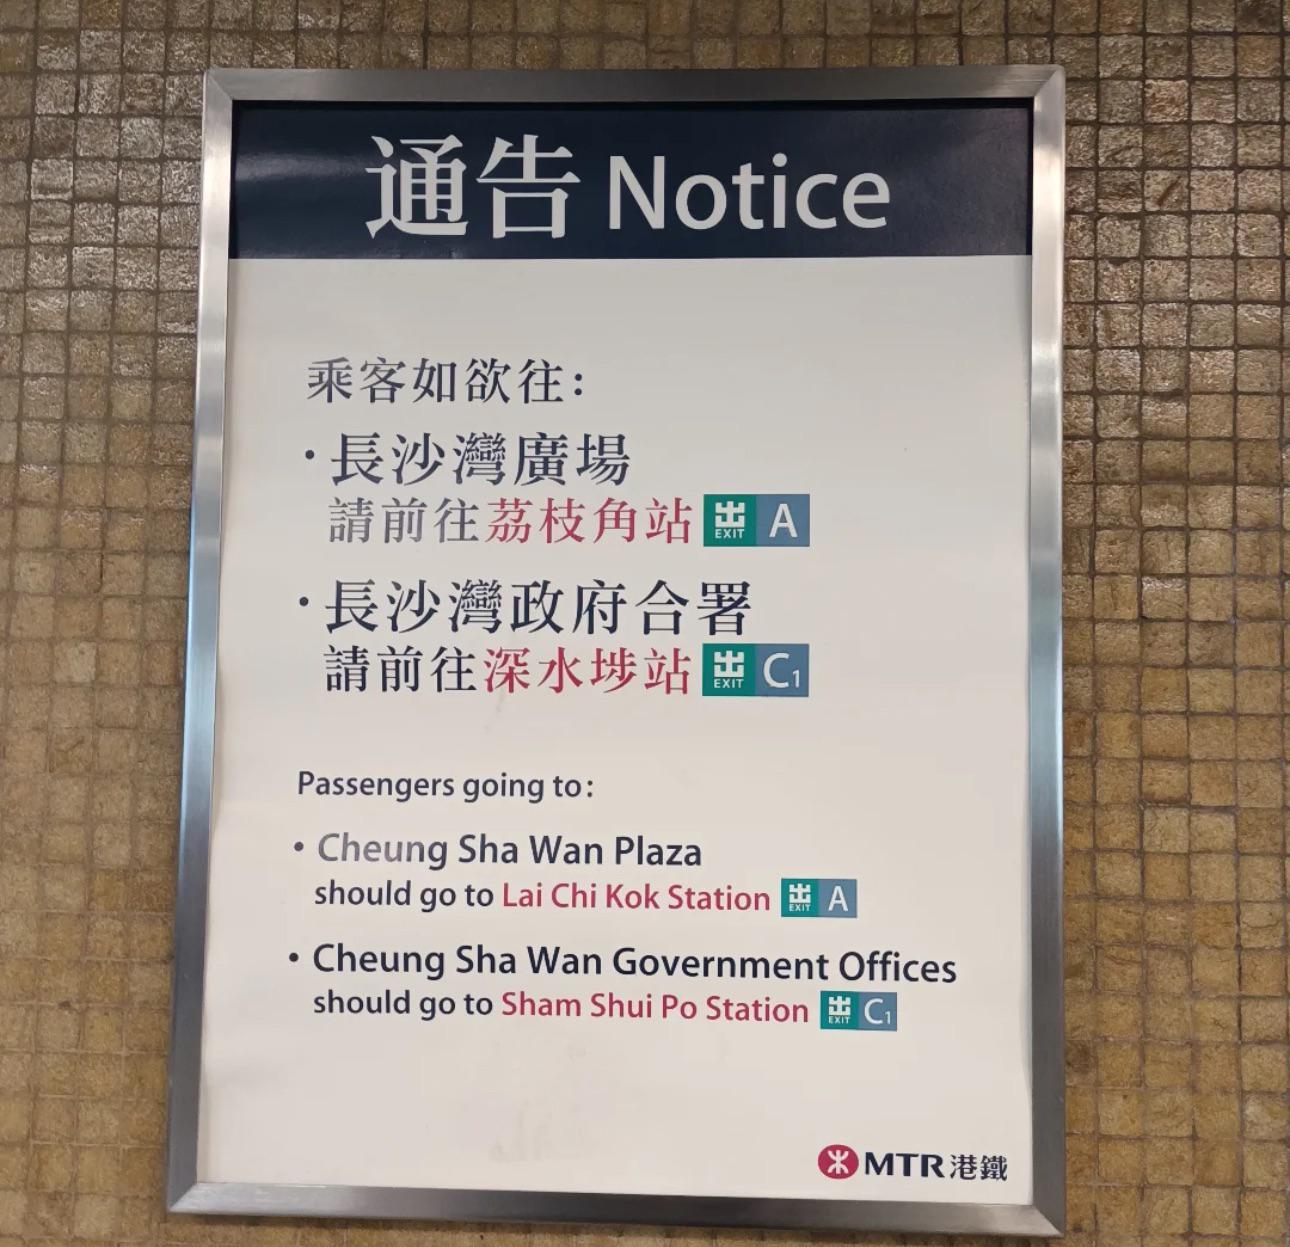 通告 Notice
乘客如欲往：
·長沙灣廣場
請前往荔枝角站 出 EXIT A
·長沙灣政府合署
請前往深水埗站 出 EXIT C1
Passengers going to:
• Cheung Sha Wan Plaza
should go to Lai Chi Kok Station 出 EXIT A
• Cheung Sha Wan Government Offices
should go to Sham Shui Po Station 出 EXIT C1
MTR 港鐵